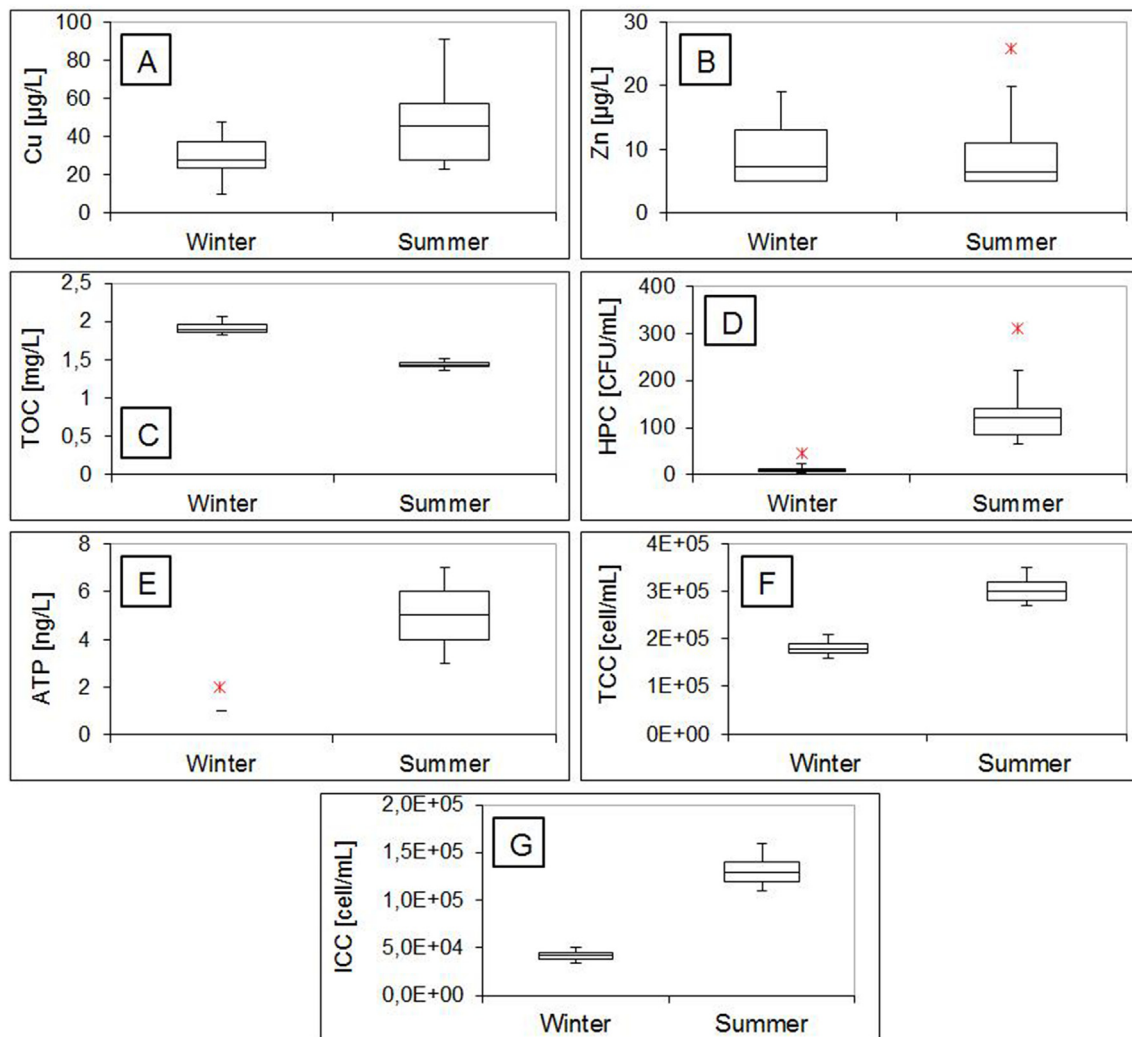 A
Cu [µg/L]
100
80
60
40
20
0
Winter
Summer
B
Zn [µg/L]
30
20
10
0
Winter
Summer
C
TOC [mg/L]
2,5
2
1,5
1
0,5
0
Winter
Summer
D
HPC [CFU/mL]
400
300
200
100
0
Winter
Summer
E
ATP [ng/L]
8
6
4
2
0
Winter
Summer
F
TCC [cell/mL]
4E+05
3E+05
2E+05
1E+05
0E+00
Winter
Summer
G
ICC [cell/mL]
2,0E+05
1,5E+05
1,0E+05
5,0E+04
0,0E+00
Winter
Summer